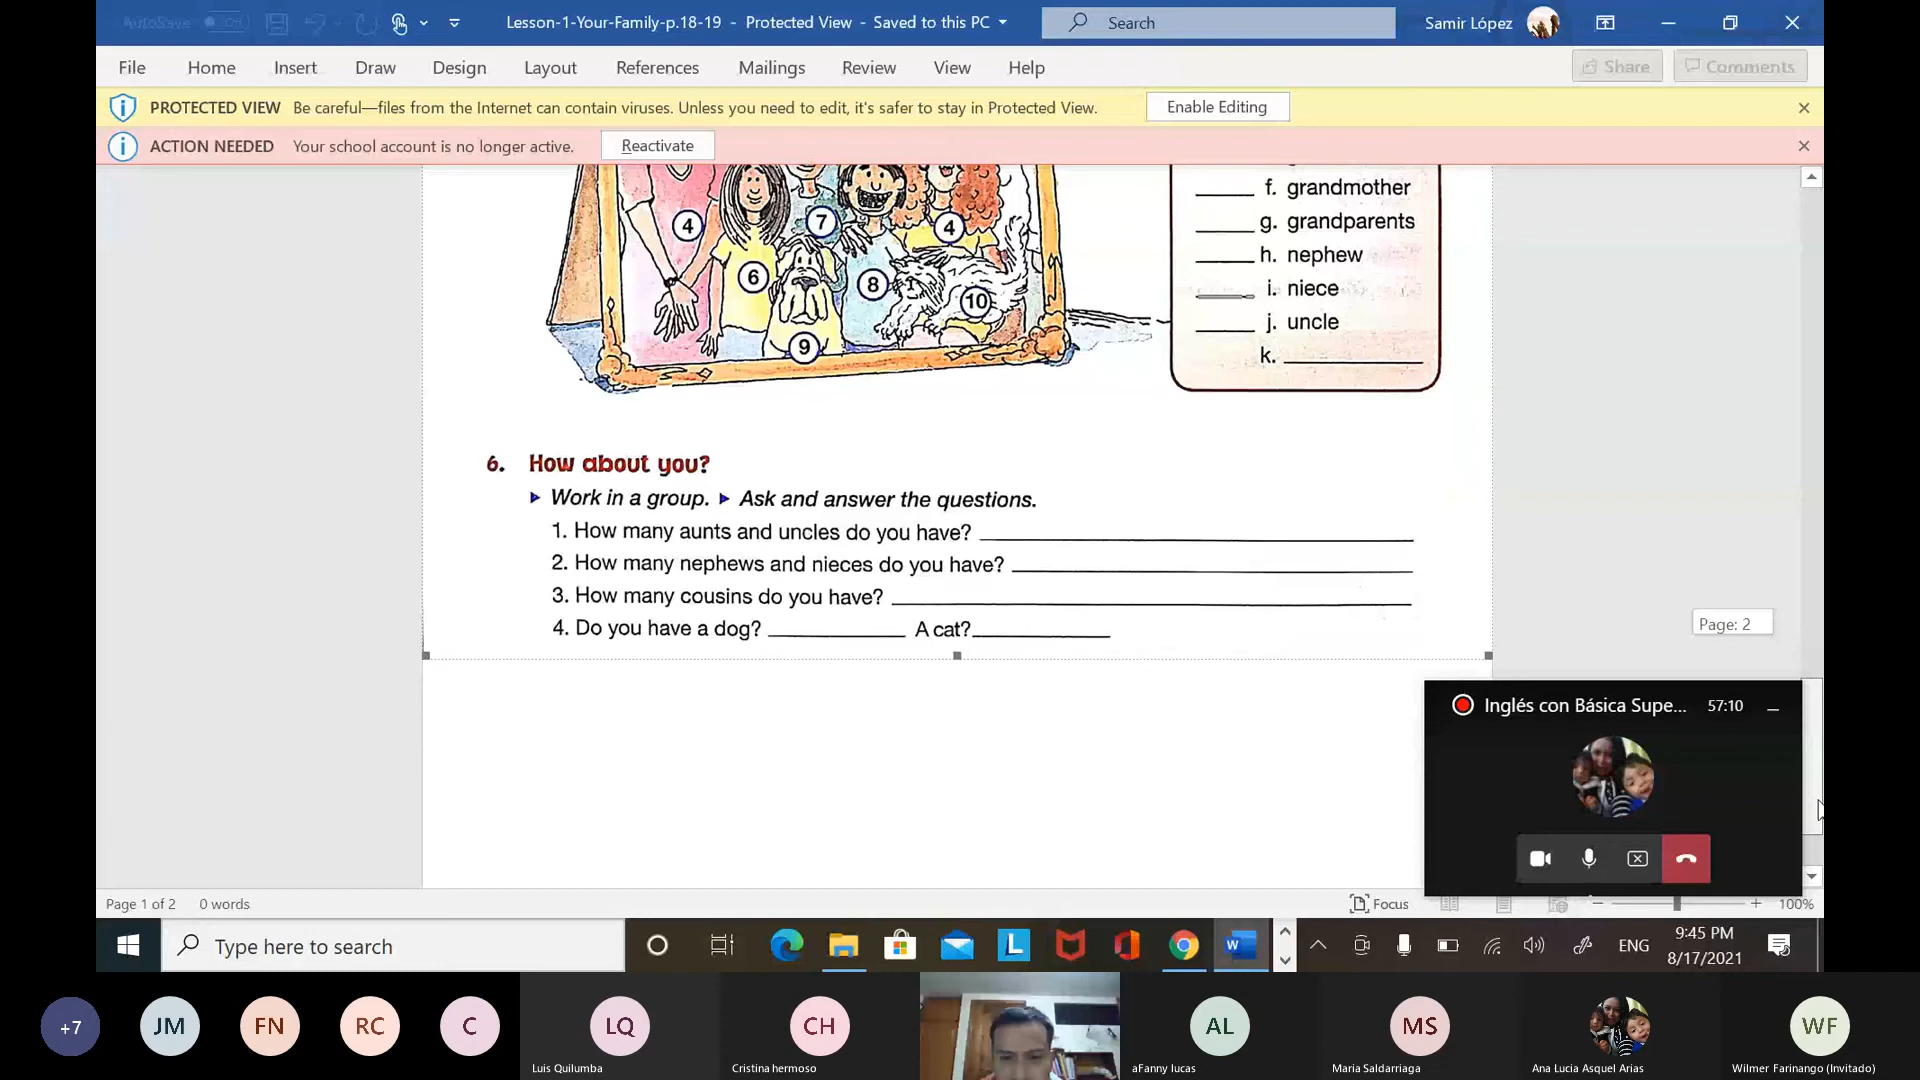 AutoSave Off
Lesson-1-Your-Family-p.18-19 - Protected View - Saved to this PC
Search
Samir López
File Home Insert Draw Design Layout References Mailings Review View Help
Share Comments
PROTECTED VIEW Be careful—files from the Internet can contain viruses. Unless you need to edit, it's safer to stay in Protected View. Enable Editing
ACTION NEEDED Your school account is no longer active. Reactivate
4
7
4
6
8
10
9
f. grandmother
g. grandparents
h. nephew
i. niece
j. uncle
k.
6. How about you?
Work in a group. Ask and answer the questions.
1. How many aunts and uncles do you have?
2. How many nephews and nieces do you have?
3. How many cousins do you have?
4. Do you have a dog? A cat?
Page: 2
Inglés con Básica Supe... 57:10
Page 1 of 2 0 words
Focus
100%
Type here to search
ENG
9:45 PM
8/17/2021
+7
JM
FN
RC
C
LQ
CH
AL
MS
WF
Luis Quilumba
Cristina hermoso
aFanny lucas
Maria Saldarriaga
Ana Lucia Asquel Arias
Wilmer Farinango (Invitado)